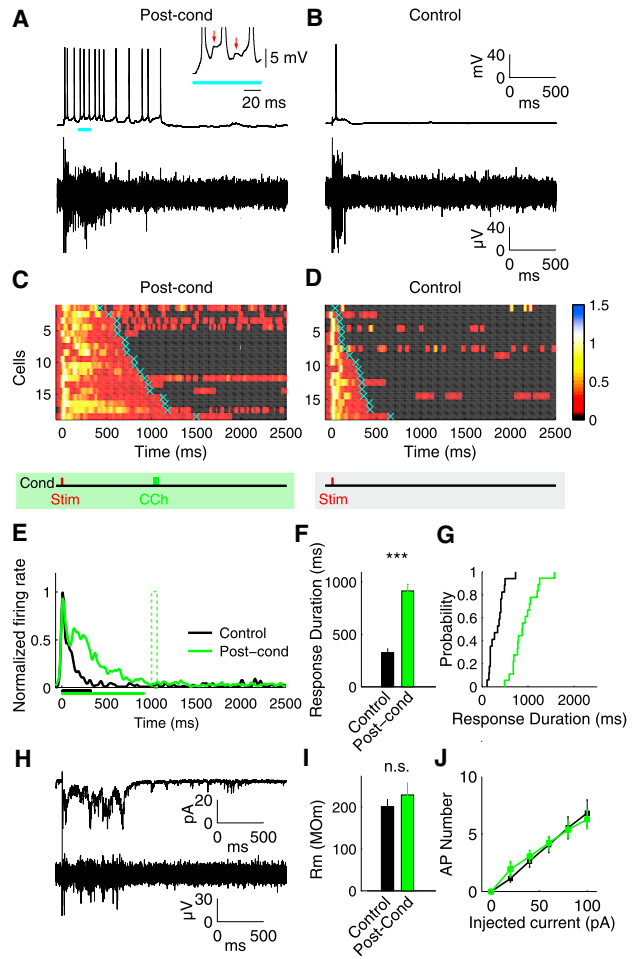 A
Post-cond
5 mV
20 ms
B
Control
mV
40
0
0 500
ms
µV
40
0
0 500
ms
C
Post-cond
Cells
5
10
15
0 500 1000 1500 2000 2500
Time (ms)
D
Control
5
10
15
0 500 1000 1500 2000 2500
Time (ms)
1.5
1
0.5
0
Cond
Stim
CCh
Stim
E
Normalized firing rate
1
0.5
0
Control
Post–cond
0 500 1000 1500 2000 2500
Time (ms)
F
Response Duration (ms)
***
1000
500
0
Control
Post–cond
G
Probability
1
0.8
0.6
0.4
0.2
0
0 1000 2000
Response Duration (ms)
H
pA
20
0
0 500
ms
µV
30
0
0 500
ms
I
Rm (MOm)
n.s.
200
100
0
Control
Post-Cond
J
AP Number
10
5
0
0 50 100
Injected current (pA)